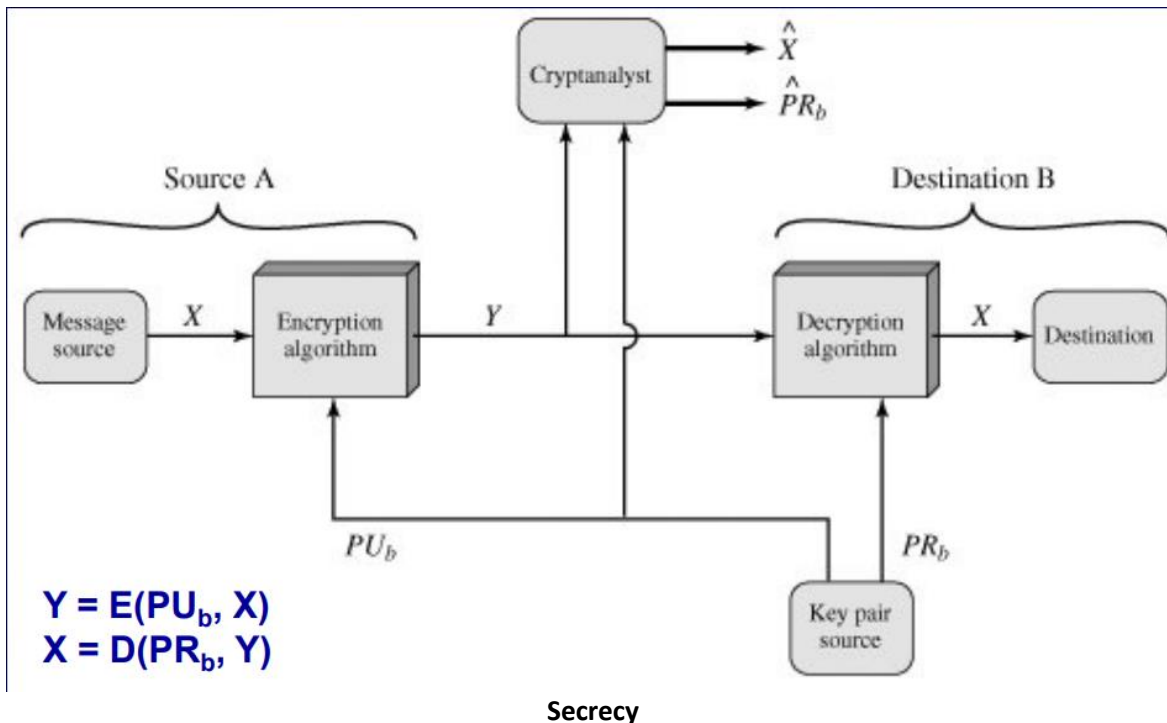 X̂
Cryptanalyst
P̂R_b
Source A
Destination B
Message
source
X
Encryption
algorithm
Y
Decryption
algorithm
X
Destination
PU_b
PR_b
Key pair
source
Y = E(PU_b, X)
X = D(PR_b, Y)
Secrecy